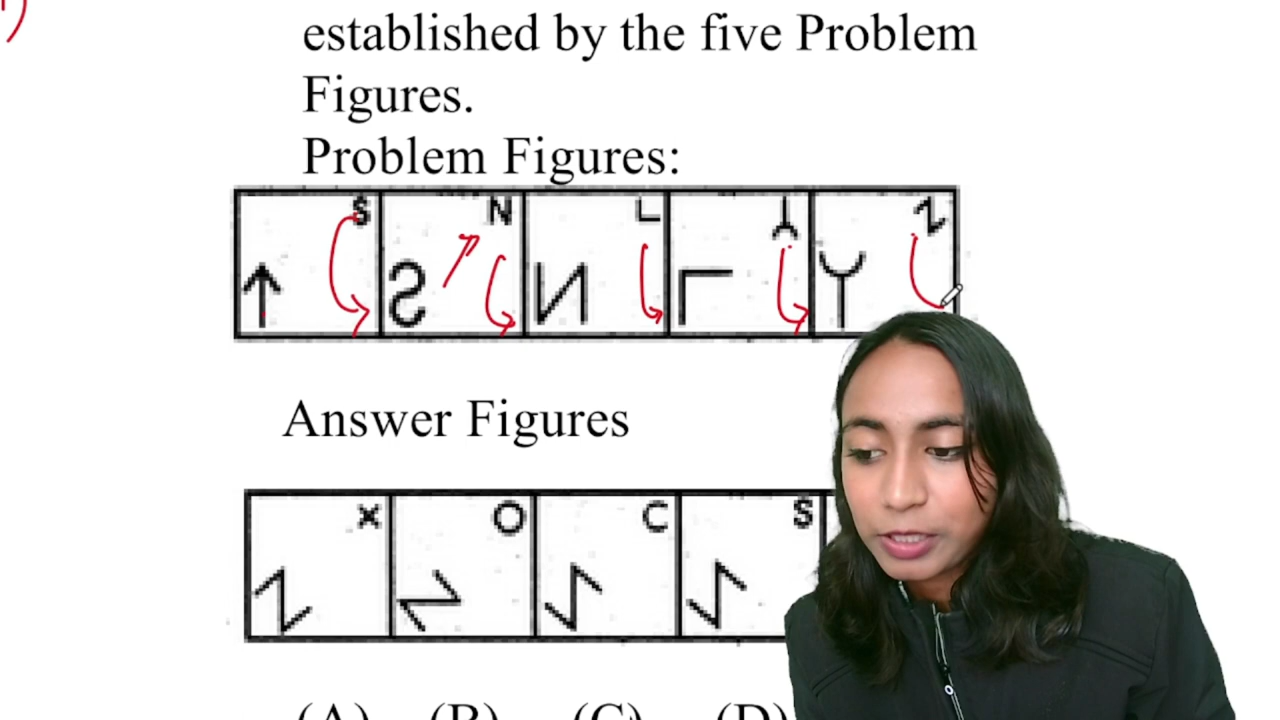 established by the five Problem
Figures.
Problem Figures:
S N L Z
Answer Figures
X O C S
(A) (B) (C) (D)